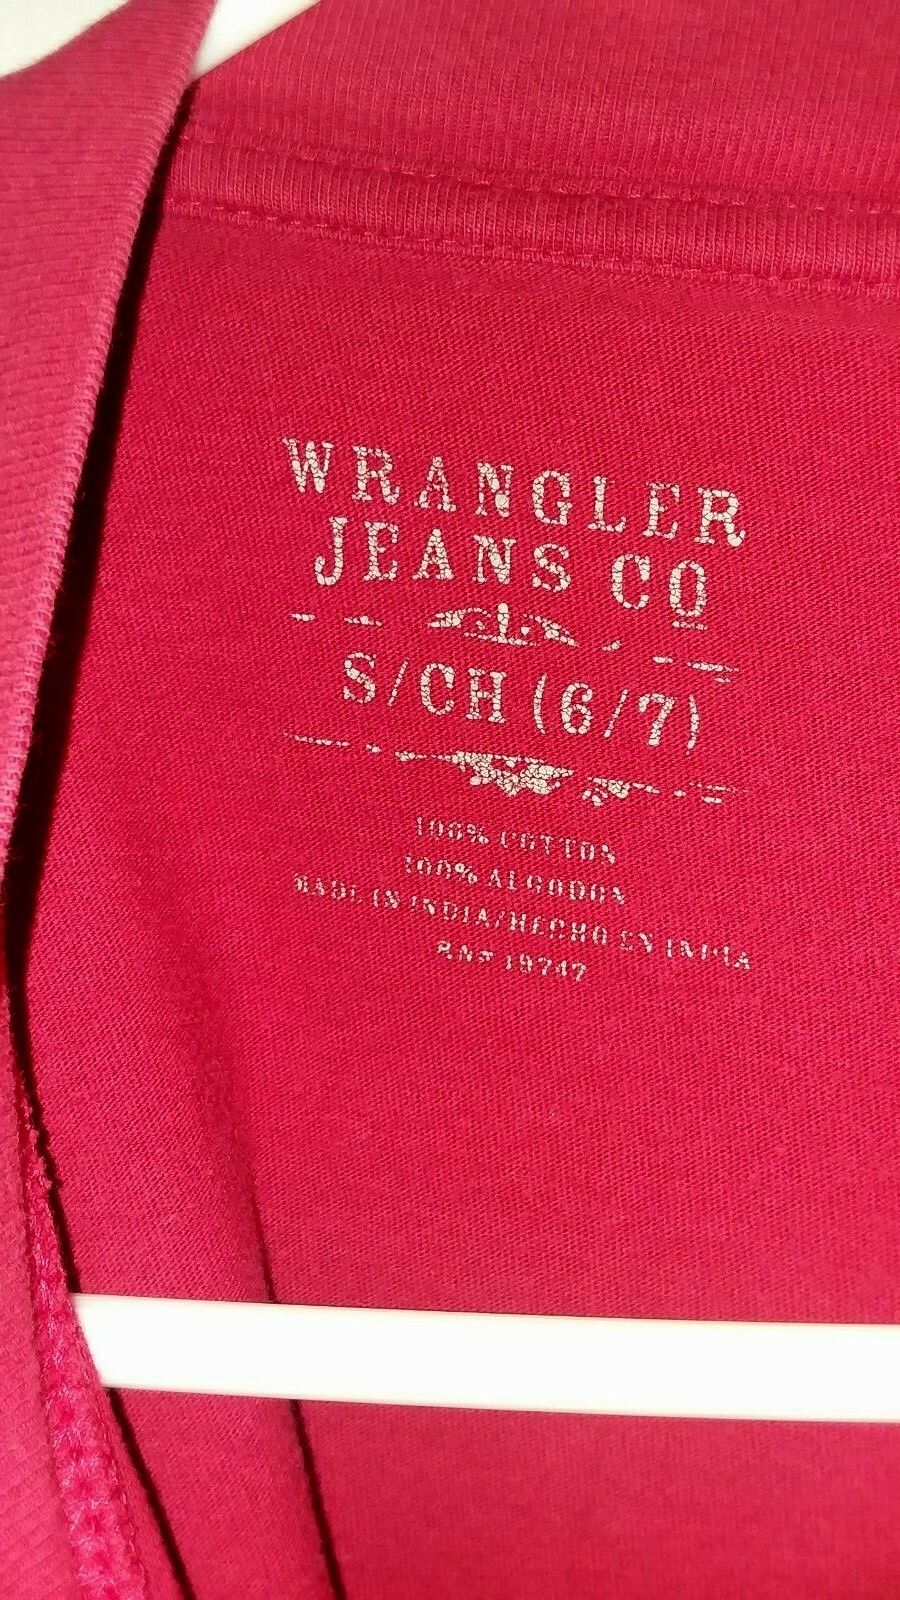 WRANGLER
JEANS CO
S/CH (6/7)
100% COTTON
100% ALGODON
MADE IN INDIA/HECHO EN INDIA
RN# 19747